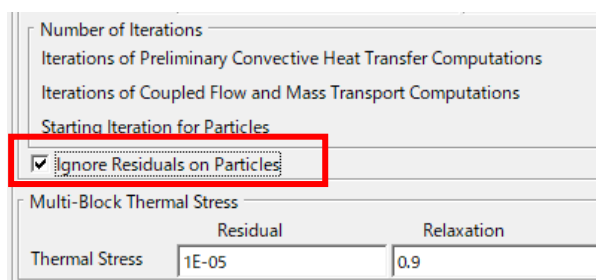 Number of Iterations
Iterations of Preliminary Convective Heat Transfer Computations
Iterations of Coupled Flow and Mass Transport Computations
Starting Iteration for Particles
Ignore Residuals on Particles
Multi-Block Thermal Stress
Residual Relaxation
Thermal Stress 1E-05 0.9